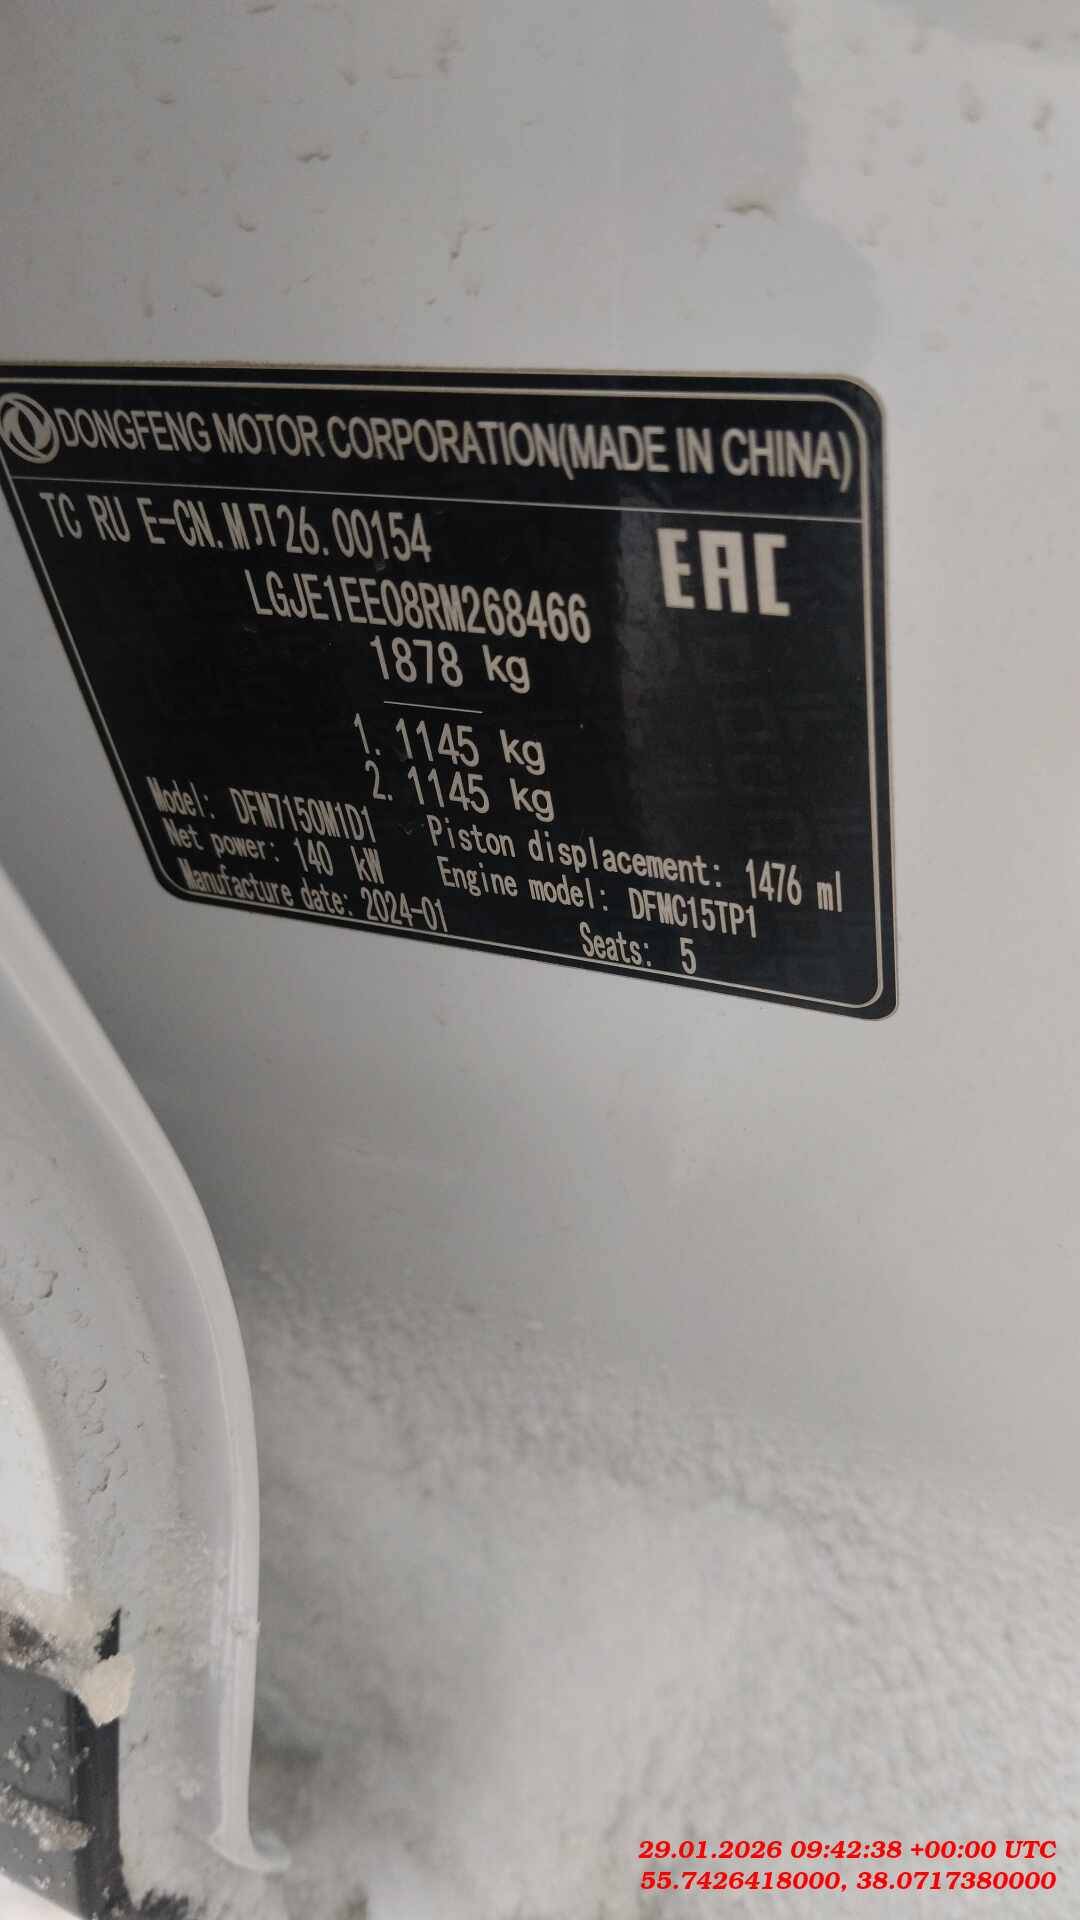 DONGFENG MOTOR CORPORATION(MADE IN CHINA)
TC RU E-CN.МЛ26.00154
EAC
LGJE1EE08RM268466
1878 kg
1. 1145 kg
2. 1145 kg
Model: DFM7150M1D1 Piston displacement: 1476 ml
Net power: 140 kW Engine model: DFMC15TP1
Manufacture date: 2024-01 Seats: 5
29.01.2026 09:42:38 +00:00 UTC
55.7426418000, 38.0717380000